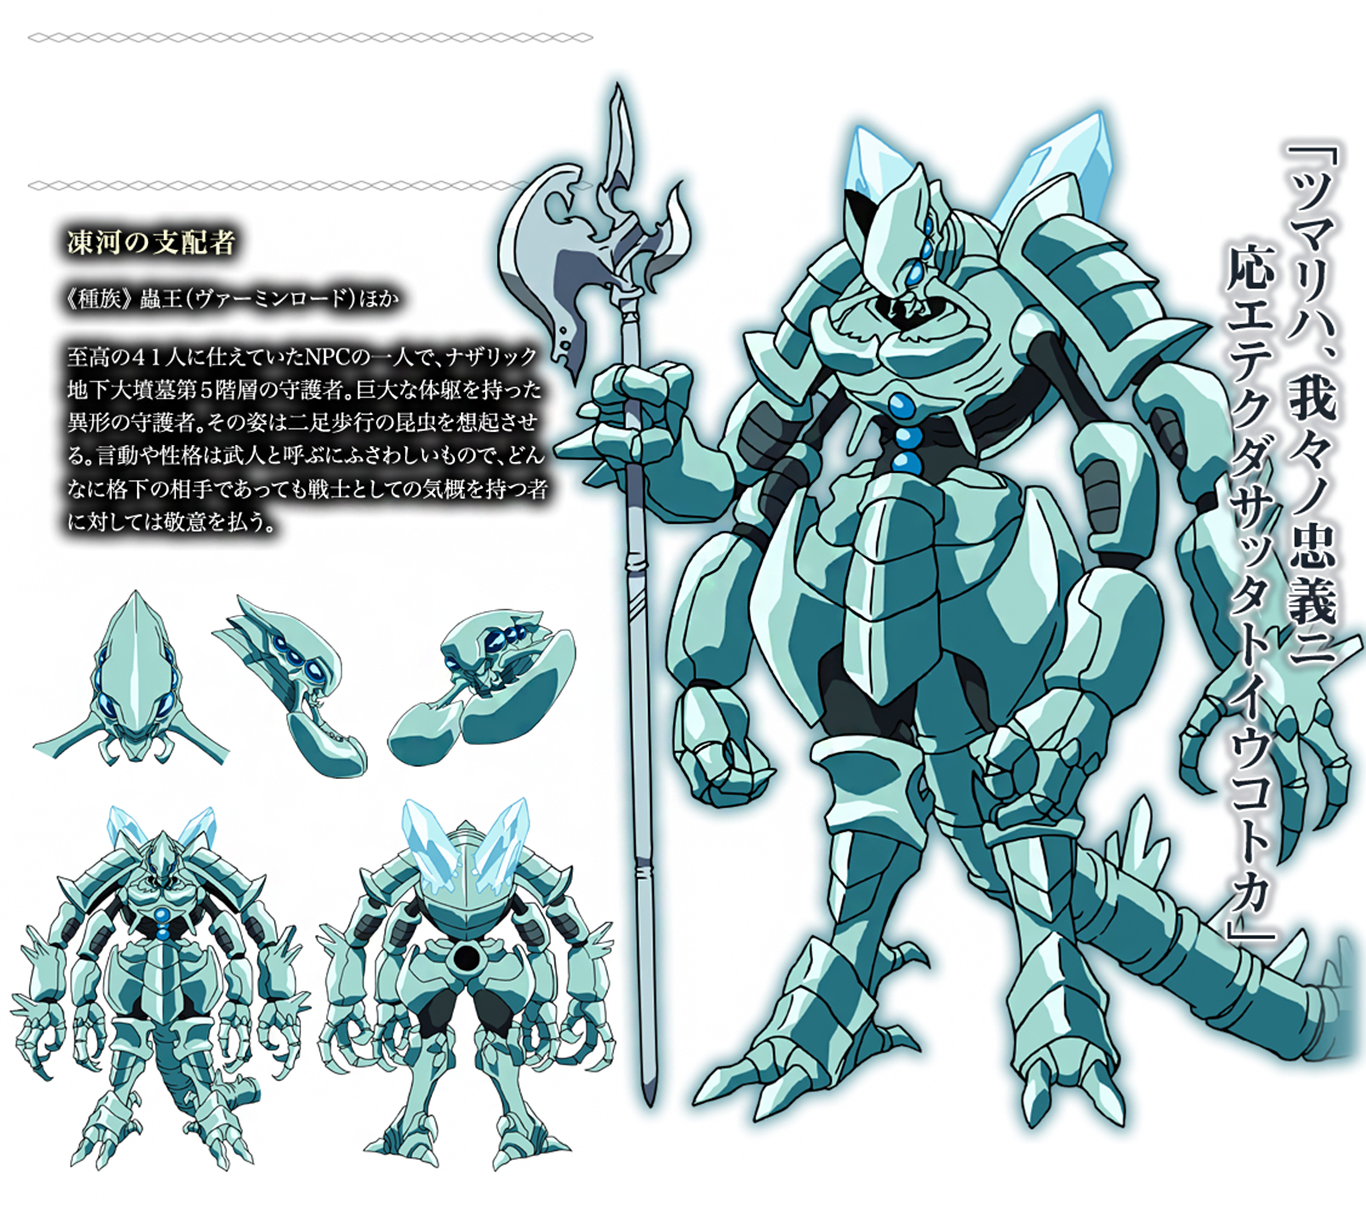 凍河の支配者
《種族》蟲王（ヴァーミンロード）ほか
至高の41人に仕えていたNPCの一人で、ナザリック
地下大墳墓第5階層の守護者。巨大な体躯を持った
異形の守護者。その姿は二足歩行の昆虫を想起させ
る。言動や性格は武人と呼ぶにふさわしいもので、どん
なに格下の相手であっても戦士としての気概を持つ者
に対しては敬意を払う。
「ツマリハ、我々ノ忠義ニ
応エテクダサッタトイウコトカ」